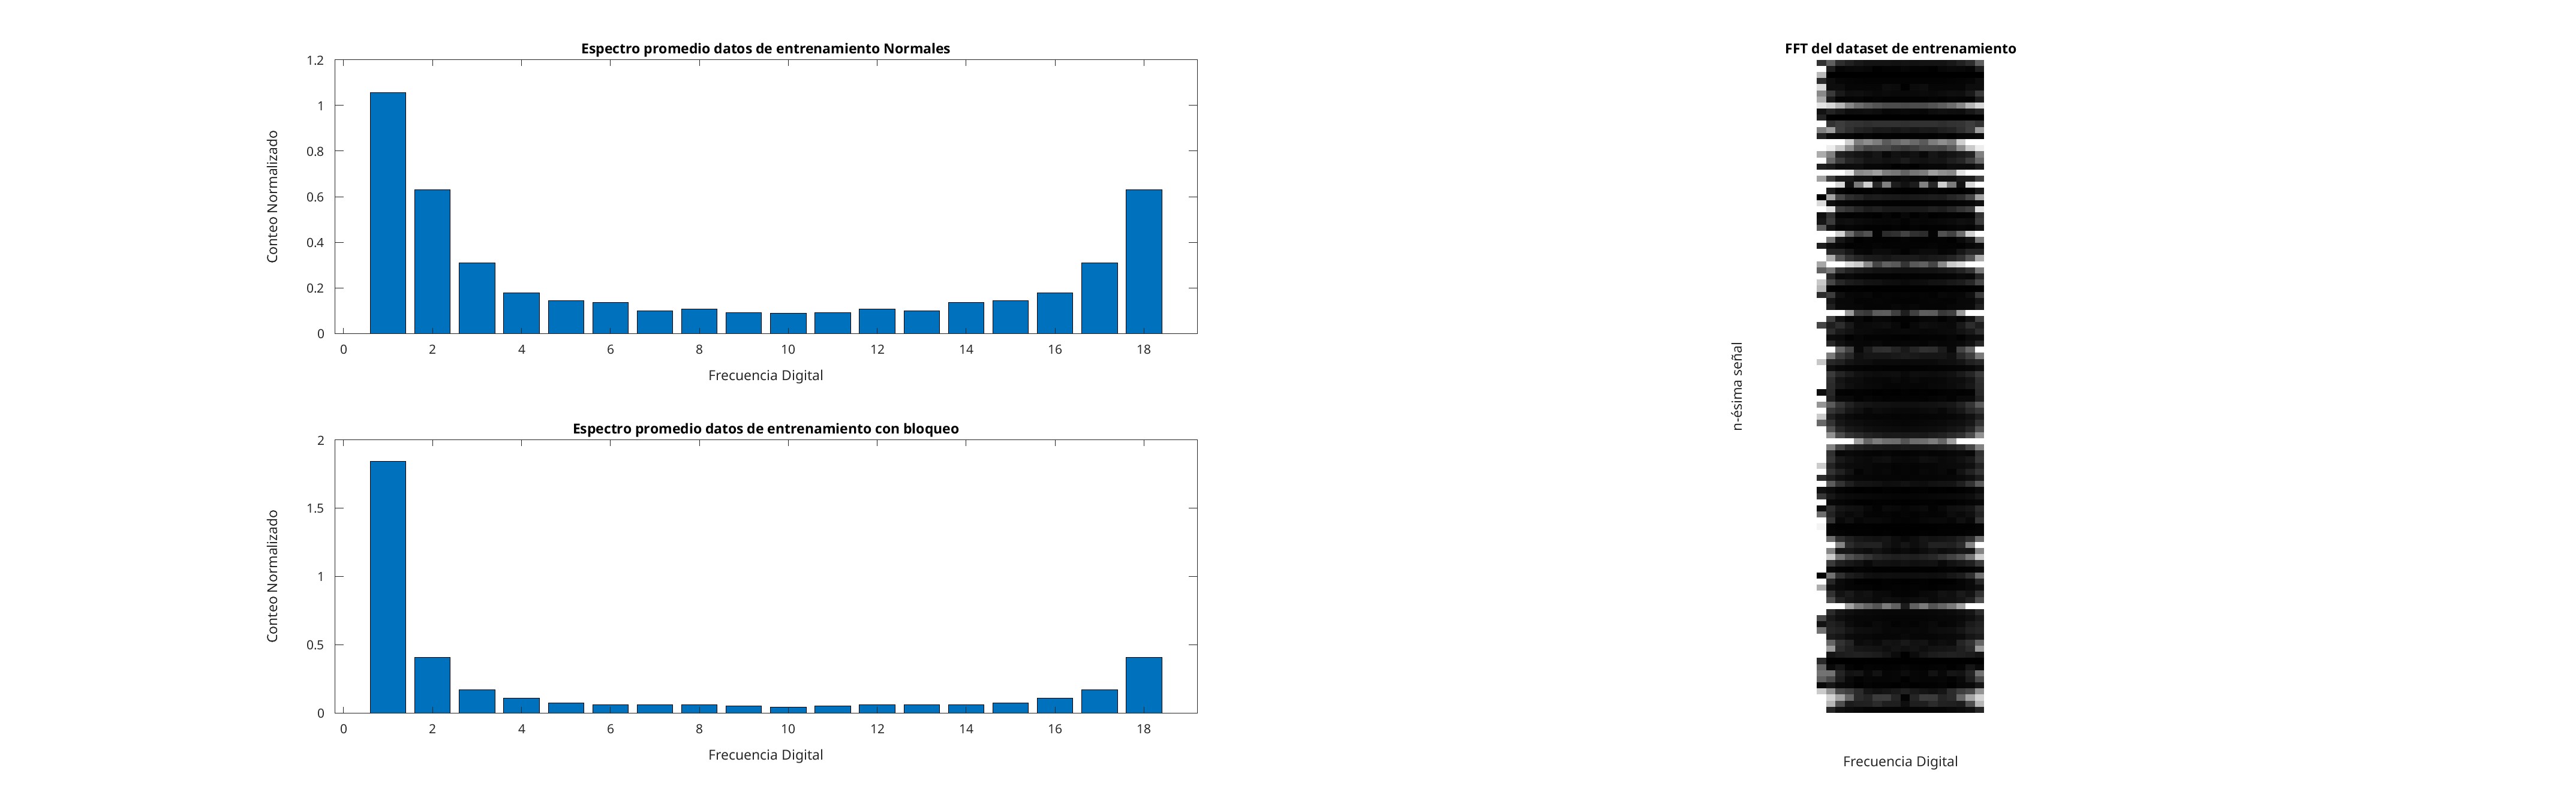 Espectro promedio datos de entrenamiento Normales
1.2
1
0.8
0.6
0.4
0.2
0
Conteo Normalizado
0 2 4 6 8 10 12 14 16 18
Frecuencia Digital
Espectro promedio datos de entrenamiento con bloqueo
2
1.5
1
0.5
0
Conteo Normalizado
0 2 4 6 8 10 12 14 16 18
Frecuencia Digital
FFT del dataset de entrenamiento
n-ésima señal
Frecuencia Digital